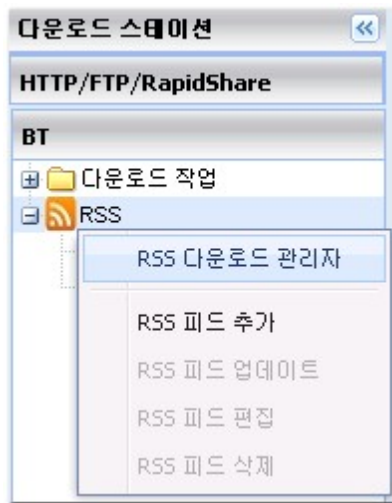 다운로드 스테이션
HTTP/FTP/RapidShare
BT
다운로드 작업
RSS
RSS 다운로드 관리자
RSS 피드 추가
RSS 피드 업데이트
RSS 피드 편집
RSS 피드 삭제